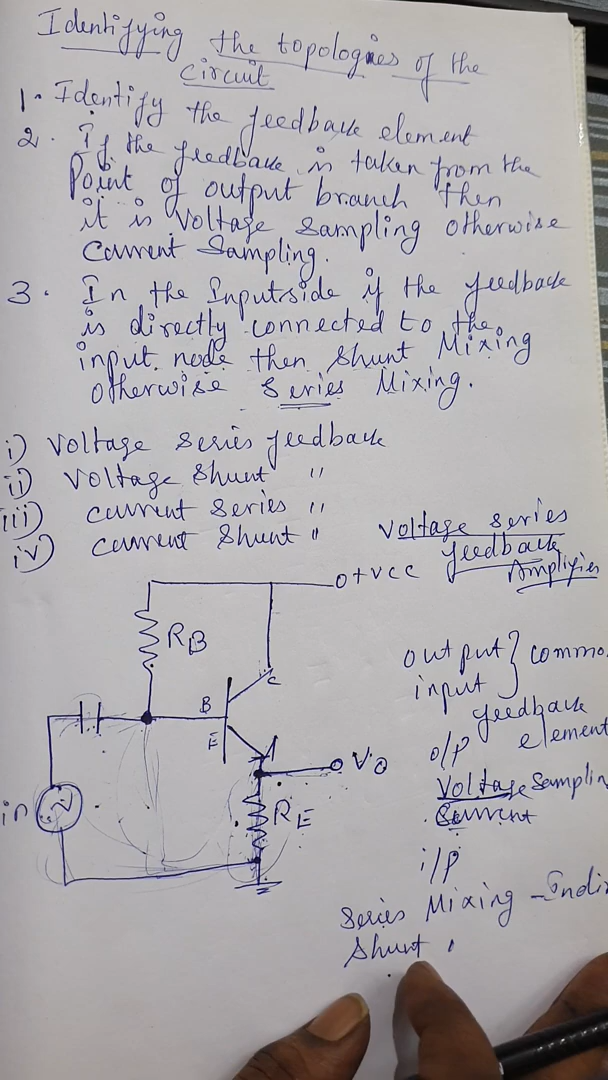 Identifying the topologies of the
circuit
1. Identify the feedback element
2. If the feedback is taken from the
Point of output branch then
it is Voltage Sampling otherwise
Current Sampling.
3. In the Input side if the feedback
is directly connected to the
input node then Shunt Mixing
otherwise Series Mixing.
i) Voltage series feedback
ii) Voltage Shunt "
iii) current series "
iv) current Shunt "
Voltage series
feedback
Amplifier
o+vcc
RB
C
B
E
Vo
RE
in
output } common
input
feedback
element
o/p
Voltage Sampling
Current
i/p
Series Mixing -
Shunt "